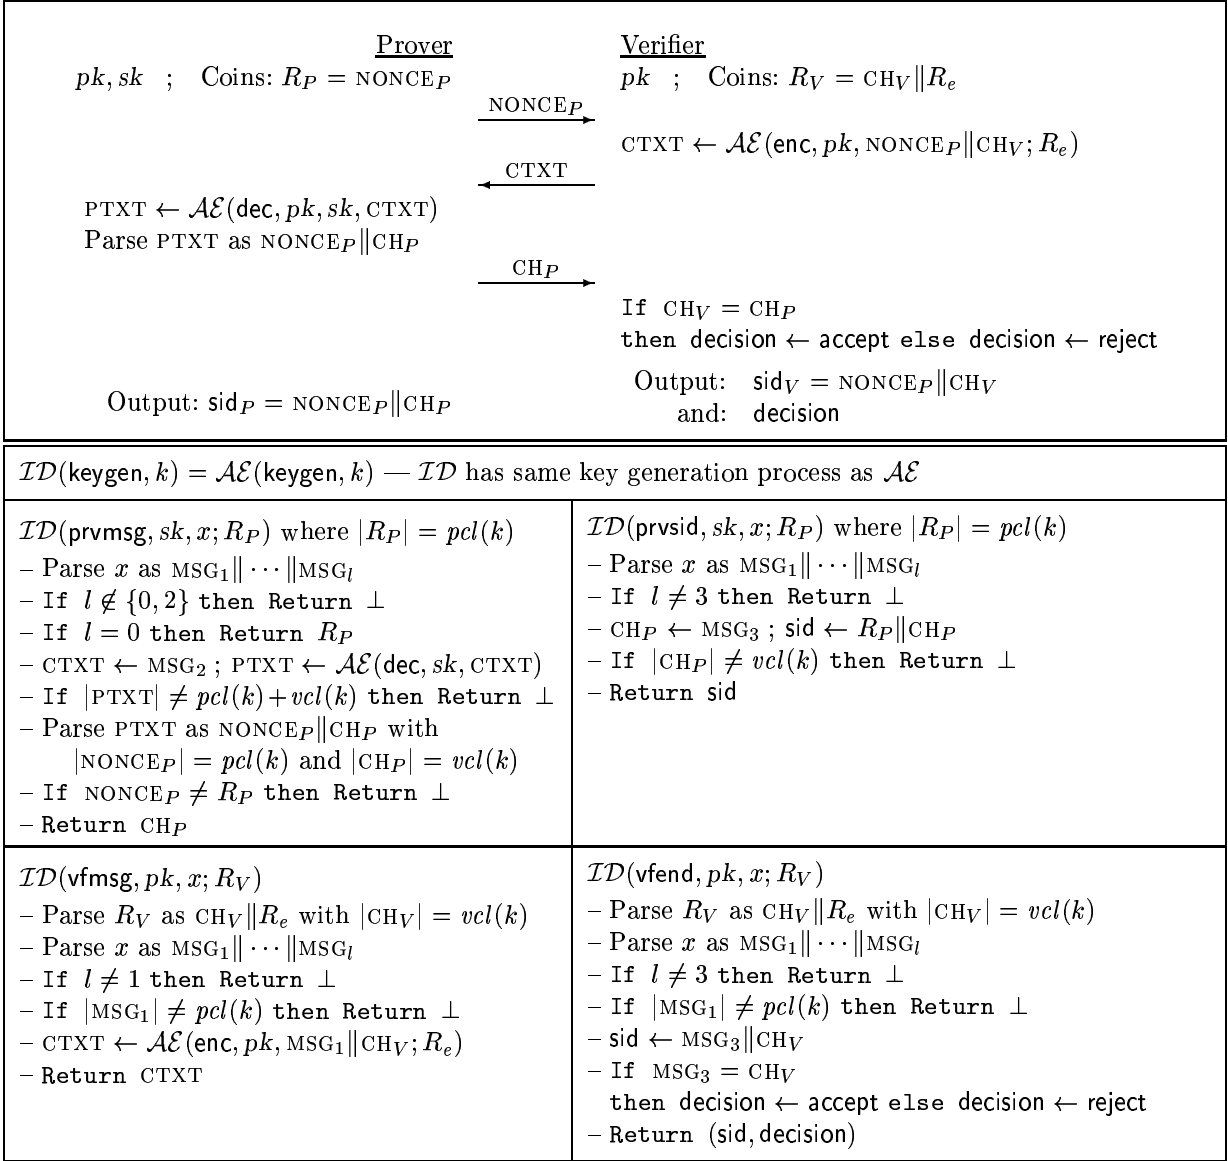 Prover
Verifier
pk, sk ; Coins: R_P = NONCE_P
pk ; Coins: R_V = CH_V‖R_e
NONCE_P
CTXT ← AE(enc, pk, NONCE_P‖CH_V; R_e)
CTXT
PTXT ← AE(dec, pk, sk, CTXT)
Parse PTXT as NONCE_P‖CH_P
CH_P
If CH_V = CH_P
then decision ← accept else decision ← reject
Output: sid_P = NONCE_P‖CH_P
Output: sid_V = NONCE_P‖CH_V
and: decision
ID(keygen, k) = AE(keygen, k) — ID has same key generation process as AE
ID(prvmsg, sk, x; R_P) where |R_P| = pcl(k)
– Parse x as MSG_1‖ · · · ‖MSG_l
– If l ∉ {0, 2} then Return ⊥
– If l = 0 then Return R_P
– CTXT ← MSG_2 ; PTXT ← AE(dec, sk, CTXT)
– If |PTXT| ≠ pcl(k)+vcl(k) then Return ⊥
– Parse PTXT as NONCE_P‖CH_P with
|NONCE_P| = pcl(k) and |CH_P| = vcl(k)
– If NONCE_P ≠ R_P then Return ⊥
– Return CH_P
ID(prvsid, sk, x; R_P) where |R_P| = pcl(k)
– Parse x as MSG_1‖ · · · ‖MSG_l
– If l ≠ 3 then Return ⊥
– CH_P ← MSG_3 ; sid ← R_P‖CH_P
– If |CH_P| ≠ vcl(k) then Return ⊥
– Return sid
ID(vfmsg, pk, x; R_V)
– Parse R_V as CH_V‖R_e with |CH_V| = vcl(k)
– Parse x as MSG_1‖ · · · ‖MSG_l
– If l ≠ 1 then Return ⊥
– If |MSG_1| ≠ pcl(k) then Return ⊥
– CTXT ← AE(enc, pk, MSG_1‖CH_V; R_e)
– Return CTXT
ID(vfend, pk, x; R_V)
– Parse R_V as CH_V‖R_e with |CH_V| = vcl(k)
– Parse x as MSG_1‖ · · · ‖MSG_l
– If l ≠ 3 then Return ⊥
– If |MSG_1| ≠ pcl(k) then Return ⊥
– sid ← MSG_3‖CH_V
– If MSG_3 = CH_V
then decision ← accept else decision ← reject
– Return (sid, decision)